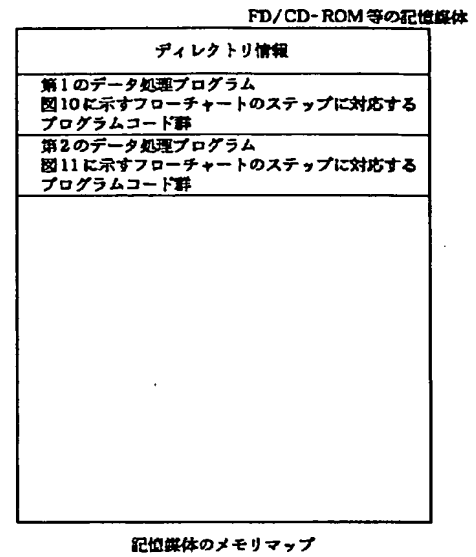 FD/CD-ROM等の記憶媒体
ディレクトリ情報
第1のデータ処理プログラム
図10に示すフローチャートのステップに対応する
プログラムコード群
第2のデータ処理プログラム
図11に示すフローチャートのステップに対応する
プログラムコード群
記憶媒体のメモリマップ